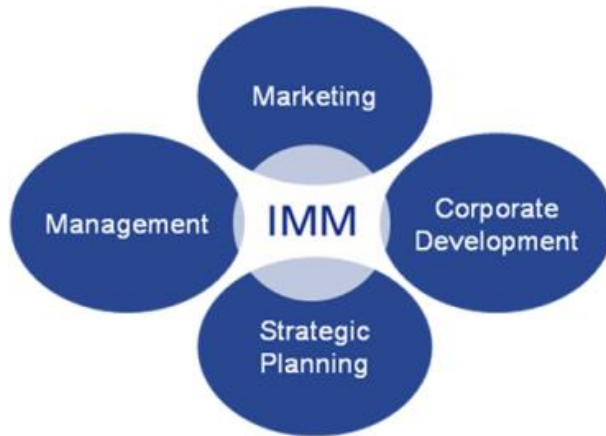 Marketing
Management
IMM
Corporate
Development
Strategic
Planning